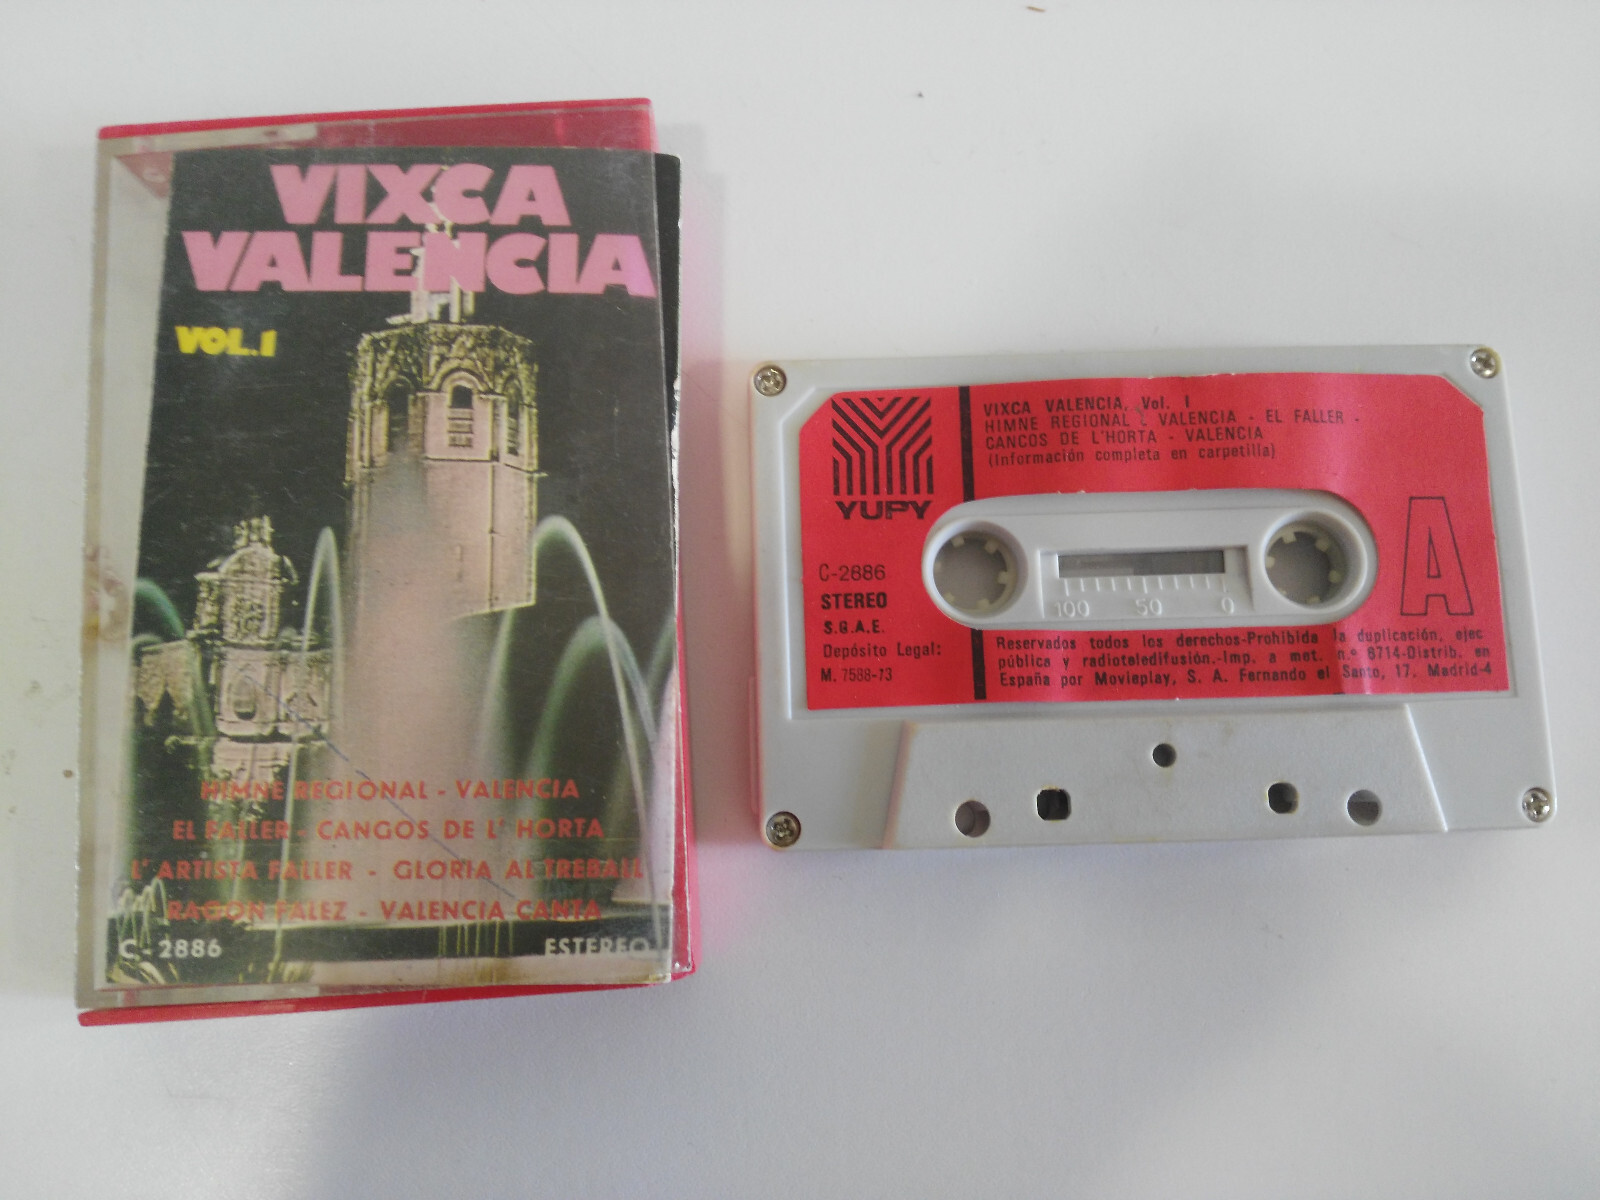 VIXCA
VALENCIA
VOL.1
HIMNE REGIONAL - VALENCIA
EL FALLER - CANGOS DE L' HORTA
L' ARTISTA FALLER - GLORIA AL TREBALL
RAGON FALEZ - VALENCIA CANTA
C - 2886
ESTEREO
YUPY
VIXCA VALENCIA, Vol. I
HIMNE REGIONAL - VALENCIA - EL FALLER -
CANCOS DE L'HORTA - VALENCIA
(Información completa en carpetilla)
A
C-2886
STEREO
S.G.A.E.
Depósito Legal:
M. 7588-73
100 50 0
Reservados todos los derechos-Prohibida la duplicación, ejec
pública y radioteledifusión.-Imp. a met. n.º 8714-Distrib. en
España por Movieplay, S. A. Fernando el Santo, 17. Madrid-4